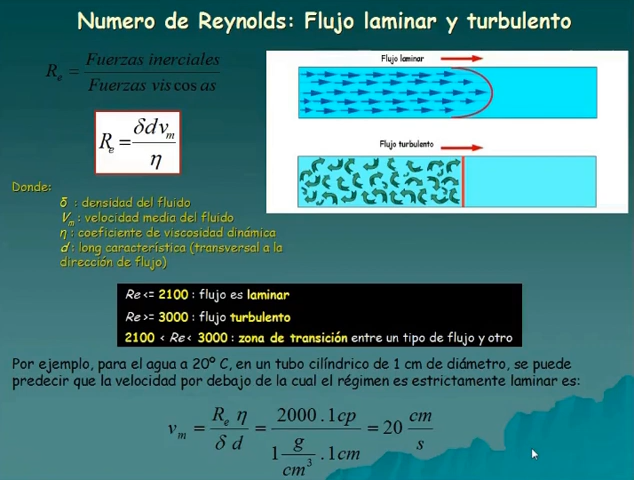 Numero de Reynolds: Flujo laminar y turbulento
Re = Fuerzas inerciales / Fuerzas vis cos as
Flujo laminar
Re = δdvm / η
Flujo turbulento
Donde:
δ : densidad del fluido
Vm : velocidad media del fluido
η : coeficiente de viscosidad dinámica
d : long característica (transversal a la
dirección de flujo)
Re <= 2100 : flujo es laminar
Re >= 3000 : flujo turbulento
2100 < Re < 3000 : zona de transición entre un tipo de flujo y otro
Por ejemplo, para el agua a 20º C, en un tubo cilíndrico de 1 cm de diámetro, se puede
predecir que la velocidad por debajo de la cual el régimen es estrictamente laminar es:
vm = Re η / δ d = 2000 . 1cp / 1 g/cm³ . 1cm = 20 cm/s